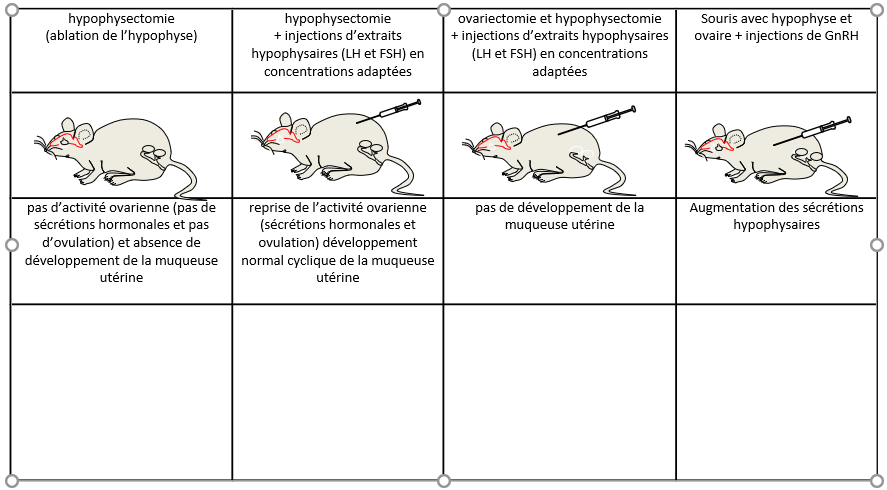 hypophysectomie
(ablation de l’hypophyse)
hypophysectomie
+ injections d’extraits
hypophysaires (LH et FSH) en
concentrations adaptées
ovariectomie et hypophysectomie
+ injections d’extraits hypophysaires
(LH et FSH) en concentrations
adaptées
Souris avec hypophyse et
ovaire + injections de GnRH
pas d’activité ovarienne (pas de
sécrétions hormonales et pas
d’ovulation) et absence de
développement de la muqueuse
utérine
reprise de l’activité ovarienne
(sécrétions hormonales et
ovulation) développement
normal cyclique de la muqueuse
utérine
pas de développement de la
muqueuse utérine
Augmentation des sécrétions
hypophysaires